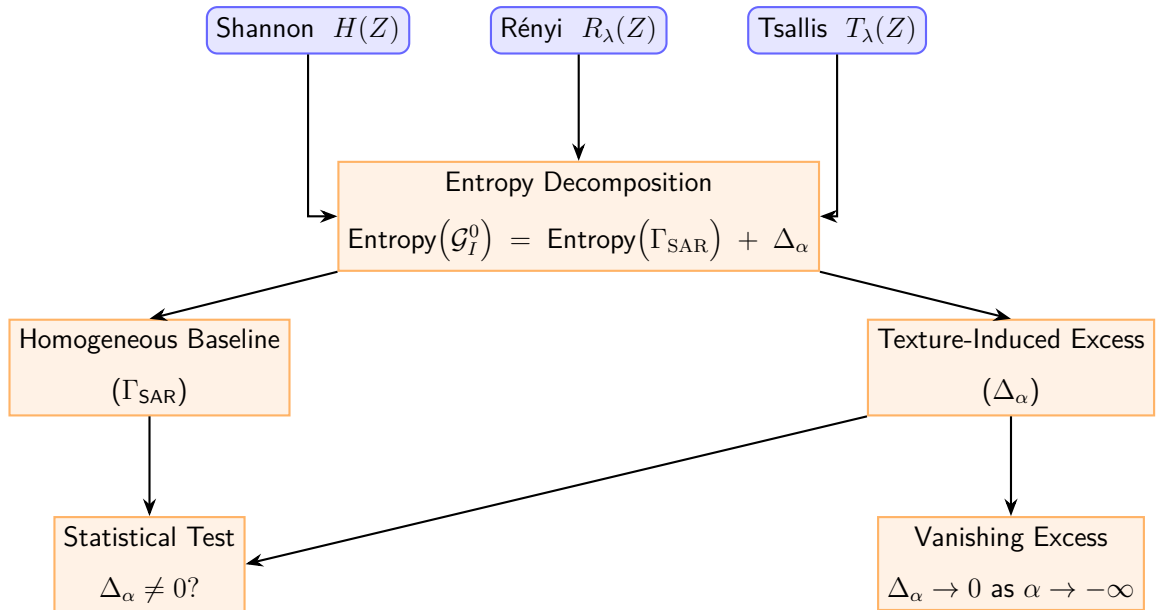 Shannon H(Z)
Rényi R_λ(Z)
Tsallis T_λ(Z)
Entropy Decomposition
Entropy(𝒢_I^0) = Entropy(Γ_SAR) + Δ_α
Homogeneous Baseline
(Γ_SAR)
Texture-Induced Excess
(Δ_α)
Statistical Test
Δ_α ≠ 0?
Vanishing Excess
Δ_α → 0 as α → −∞